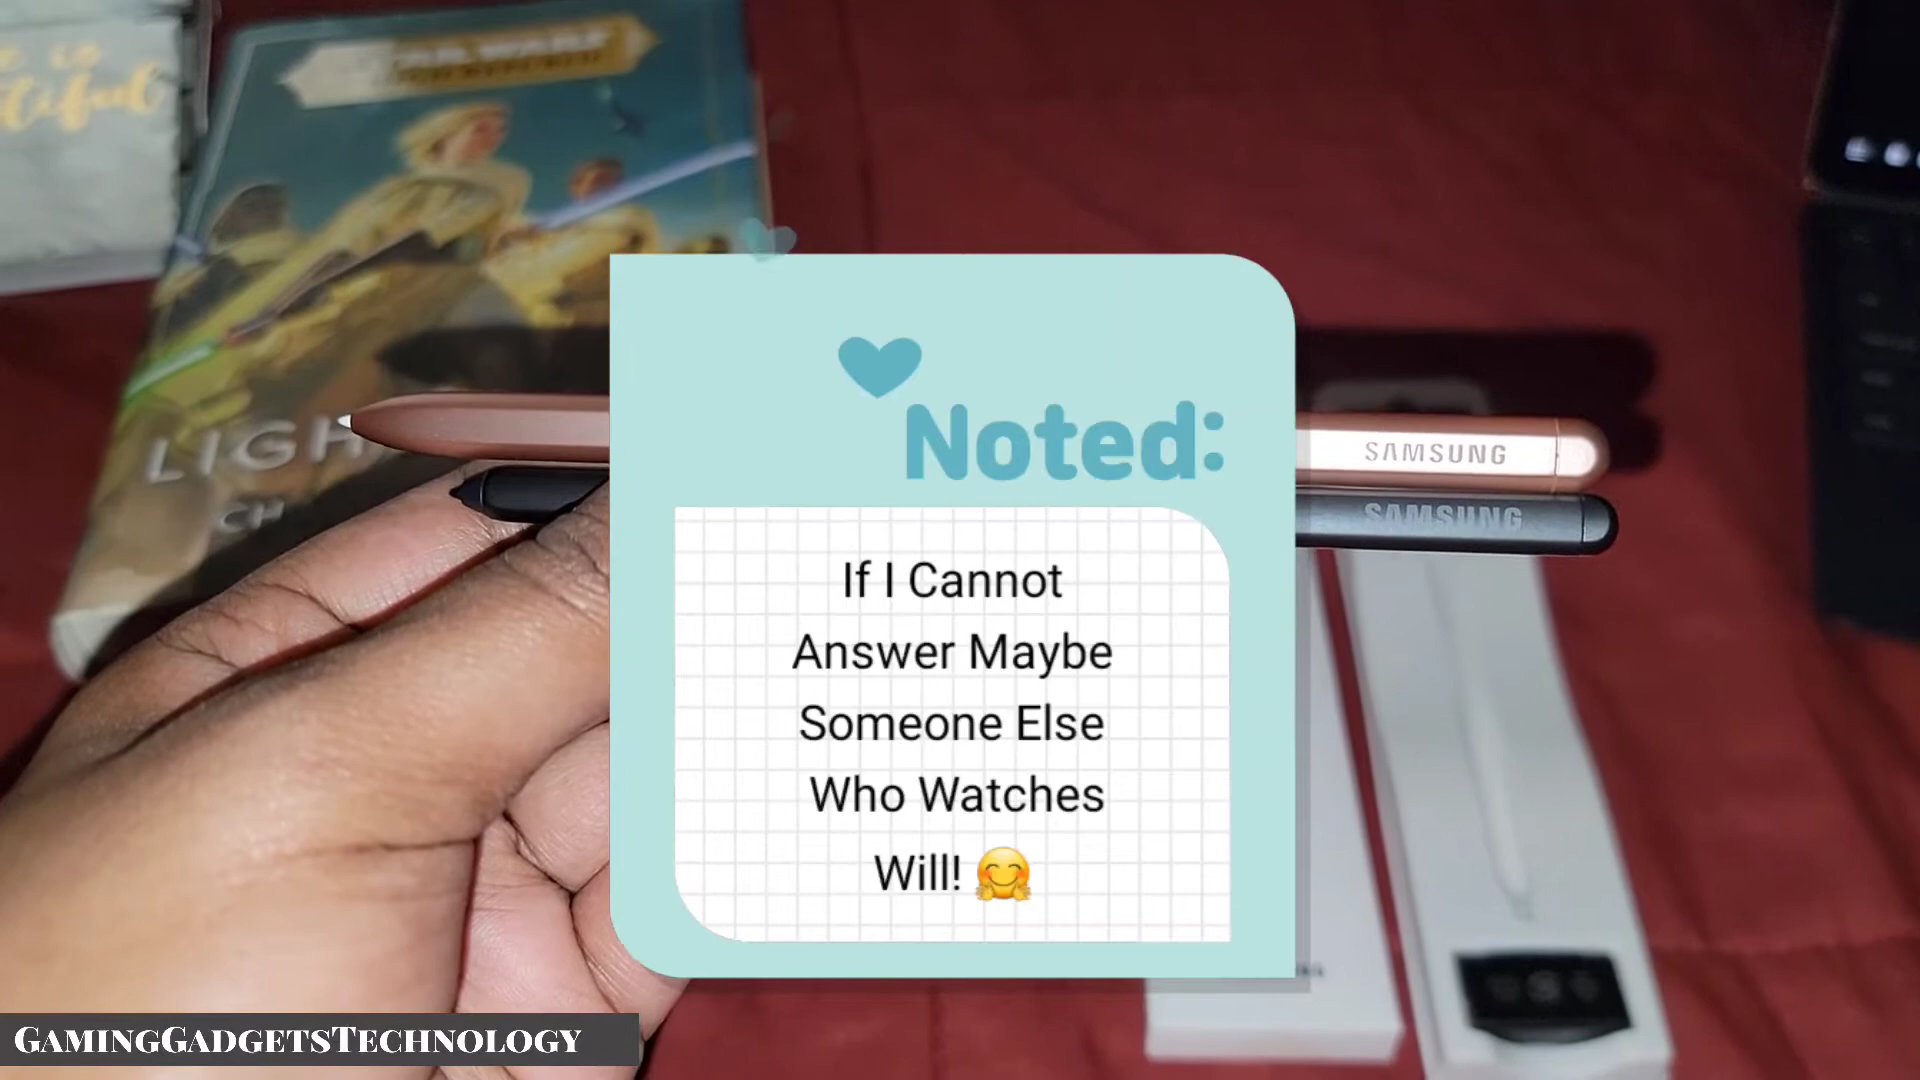 Noted:
If I Cannot
Answer Maybe
Someone Else
Who Watches
Will! 🤗
SAMSUNG
SAMSUNG
LIGH
GAMINGGADGETSTECHNOLOGY